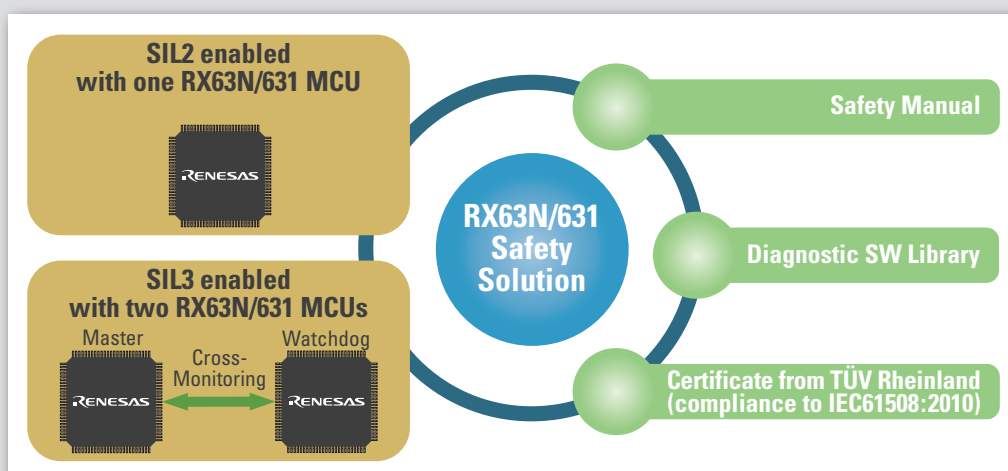 SIL2 enabled
with one RX63N/631 MCU
RENESAS
SIL3 enabled
with two RX63N/631 MCUs
Master
Watchdog
Cross-
Monitoring
RENESAS
RENESAS
RX63N/631
Safety
Solution
Safety Manual
Diagnostic SW Library
Certificate from TÜV Rheinland
(compliance to IEC61508:2010)